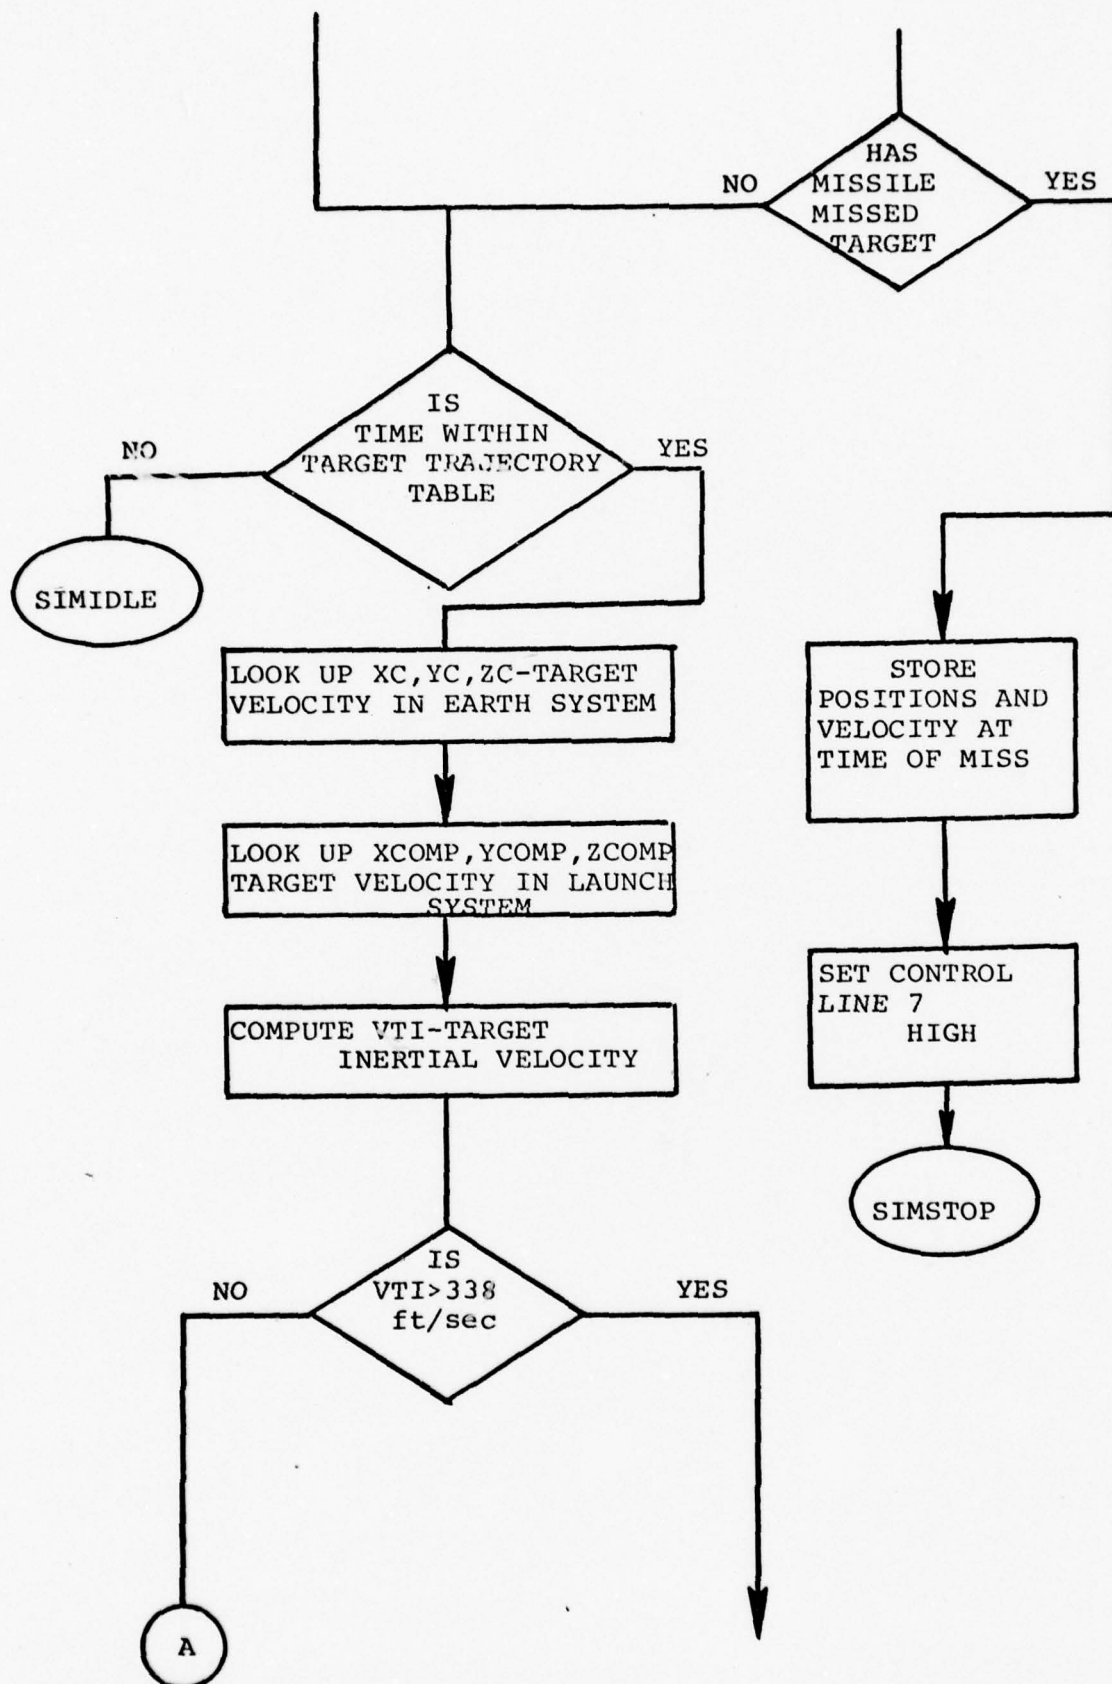 HAS
MISSILE
MISSED
TARGET
NO
YES
IS
TIME WITHIN
TARGET TRAJECTORY
TABLE
NO
YES
SIMIDLE
LOOK UP XC,YC,ZC-TARGET
VELOCITY IN EARTH SYSTEM
LOOK UP XCOMP,YCOMP,ZCOMP
TARGET VELOCITY IN LAUNCH
SYSTEM
COMPUTE VTI-TARGET
INERTIAL VELOCITY
IS
VTI>338
ft/sec
NO
YES
A
STORE
POSITIONS AND
VELOCITY AT
TIME OF MISS
SET CONTROL
LINE 7
HIGH
SIMSTOP